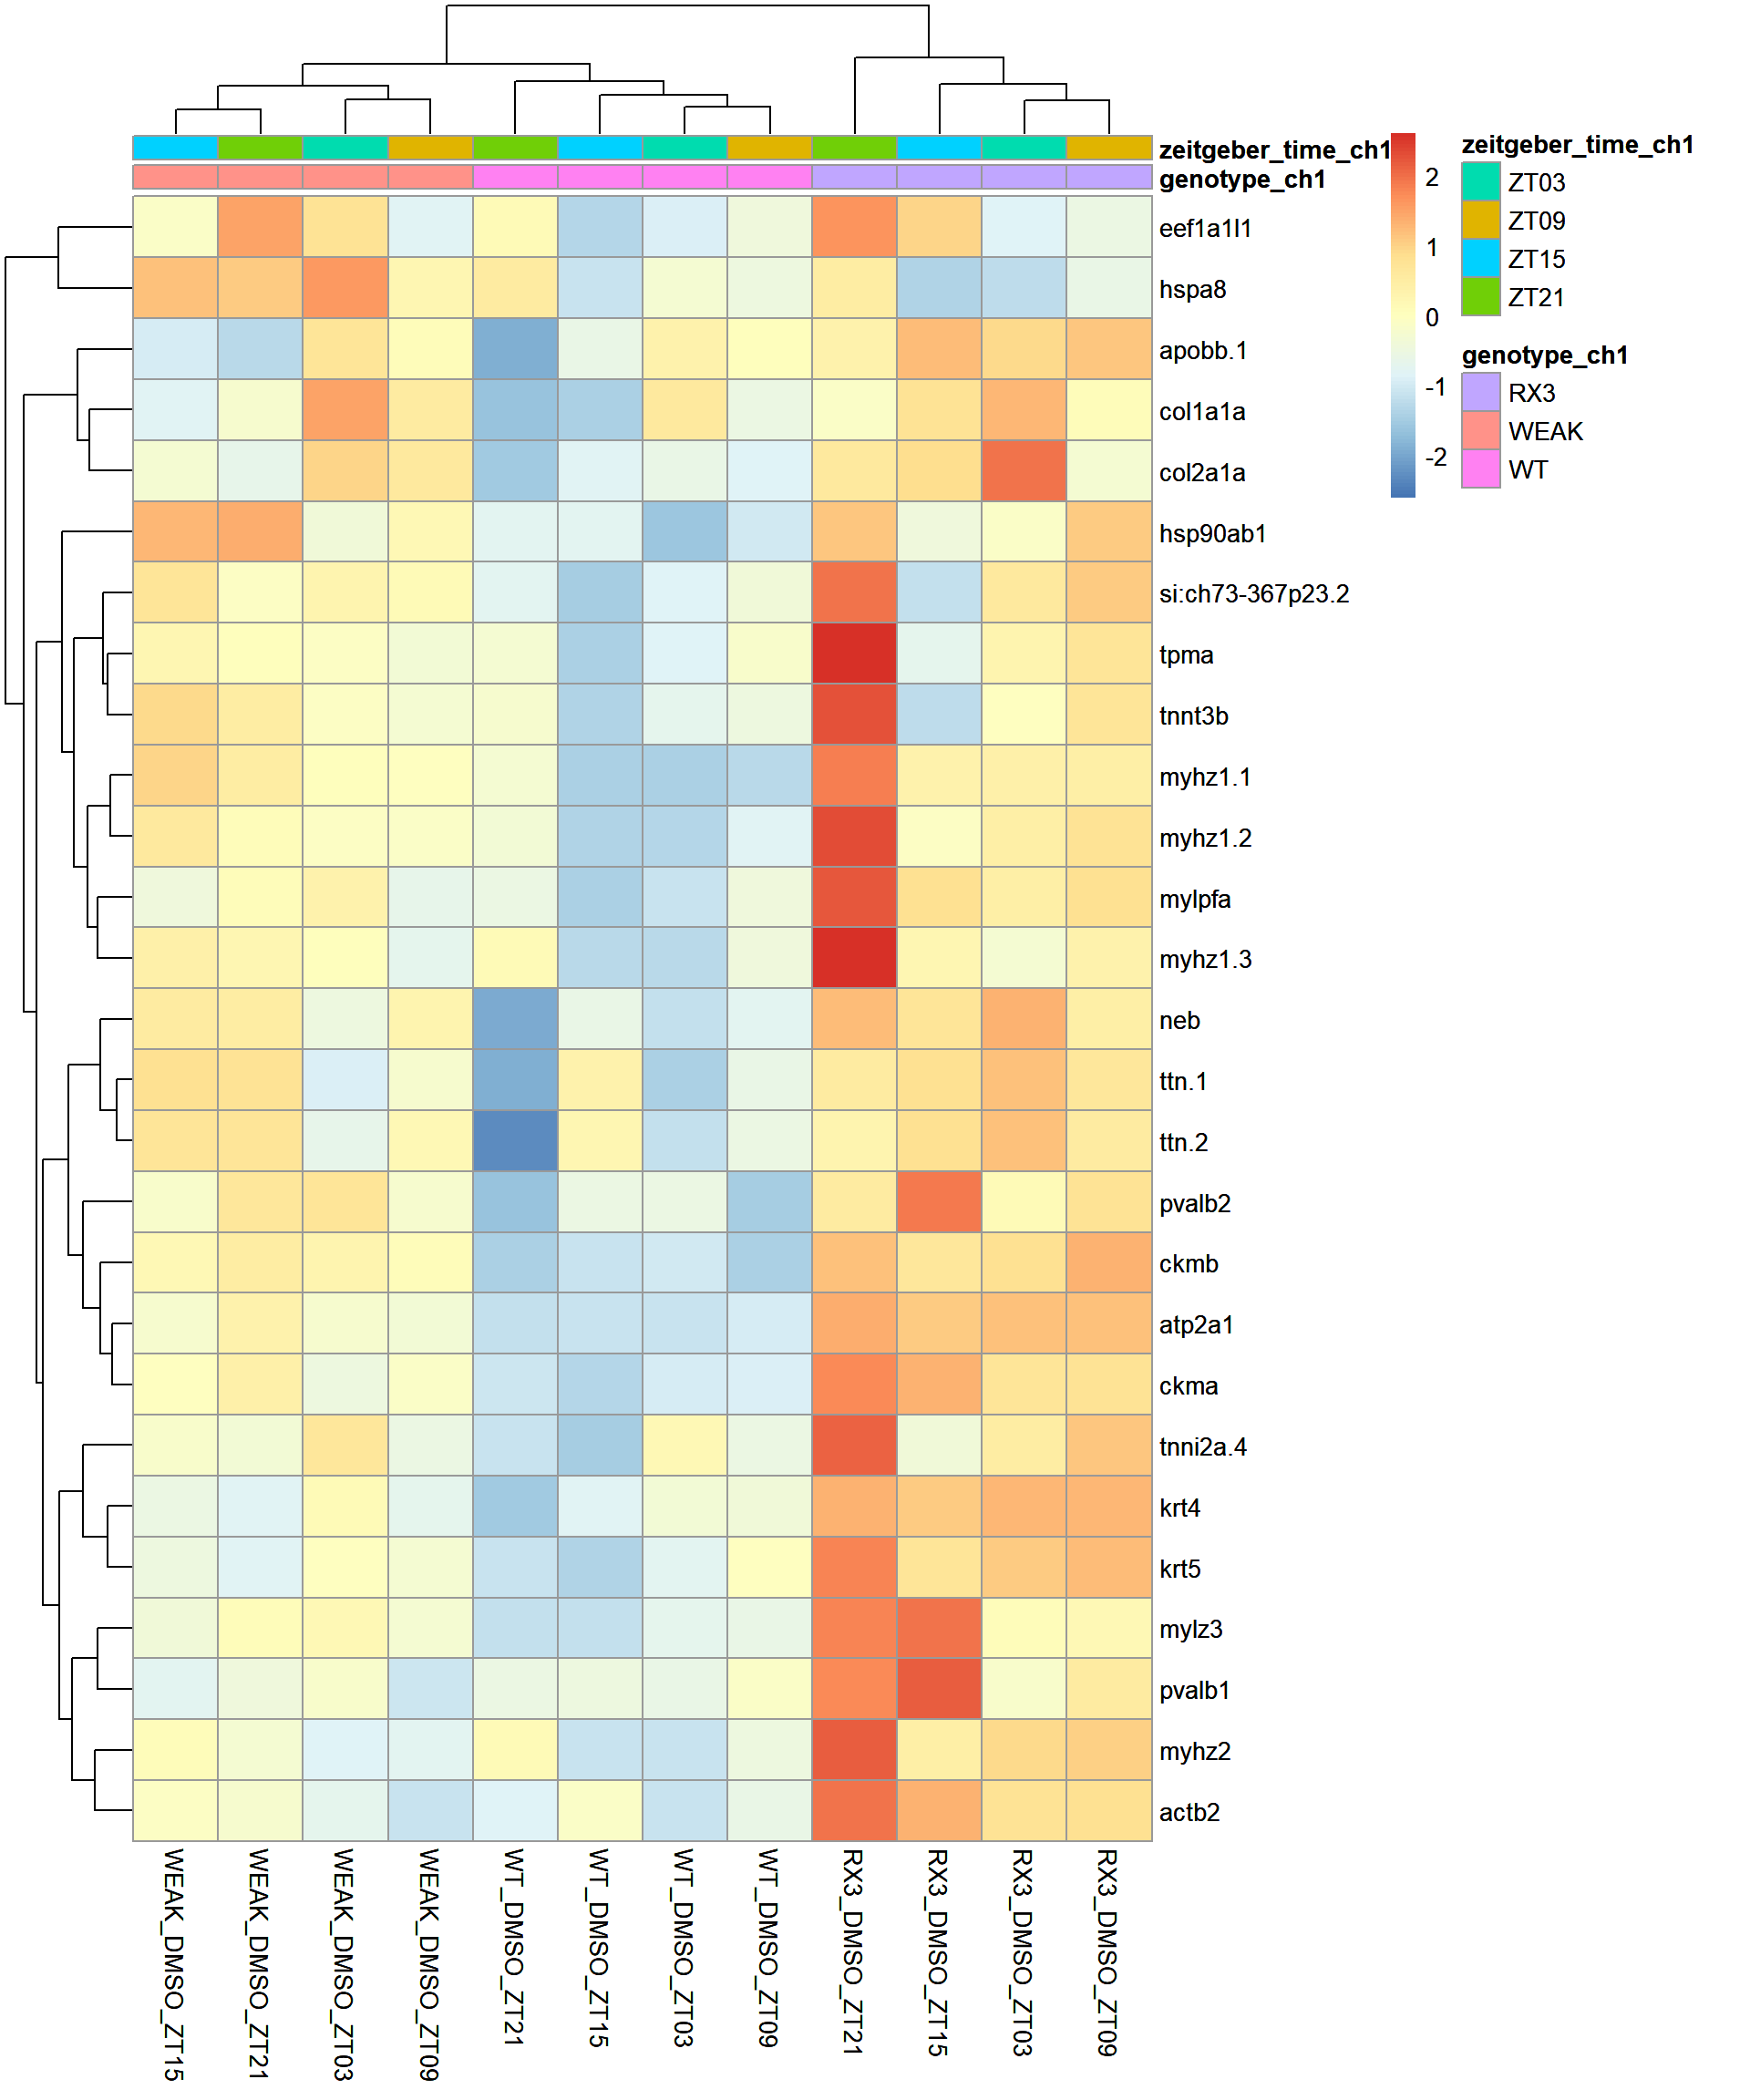 zeitgeber_time_ch1
genotype_ch1
eef1a1l1
hspa8
apobb.1
col1a1a
col2a1a
hsp90ab1
si:ch73-367p23.2
tpma
tnnt3b
myhz1.1
myhz1.2
mylpfa
myhz1.3
neb
ttn.1
ttn.2
pvalb2
ckmb
atp2a1
ckma
tnni2a.4
krt4
krt5
mylz3
pvalb1
myhz2
actb2
WEAK_DMSO_ZT15
WEAK_DMSO_ZT21
WEAK_DMSO_ZT03
WEAK_DMSO_ZT09
WT_DMSO_ZT21
WT_DMSO_ZT15
WT_DMSO_ZT03
WT_DMSO_ZT09
RX3_DMSO_ZT21
RX3_DMSO_ZT15
RX3_DMSO_ZT03
RX3_DMSO_ZT09
2
1
0
-1
-2
zeitgeber_time_ch1
ZT03
ZT09
ZT15
ZT21
genotype_ch1
RX3
WEAK
WT